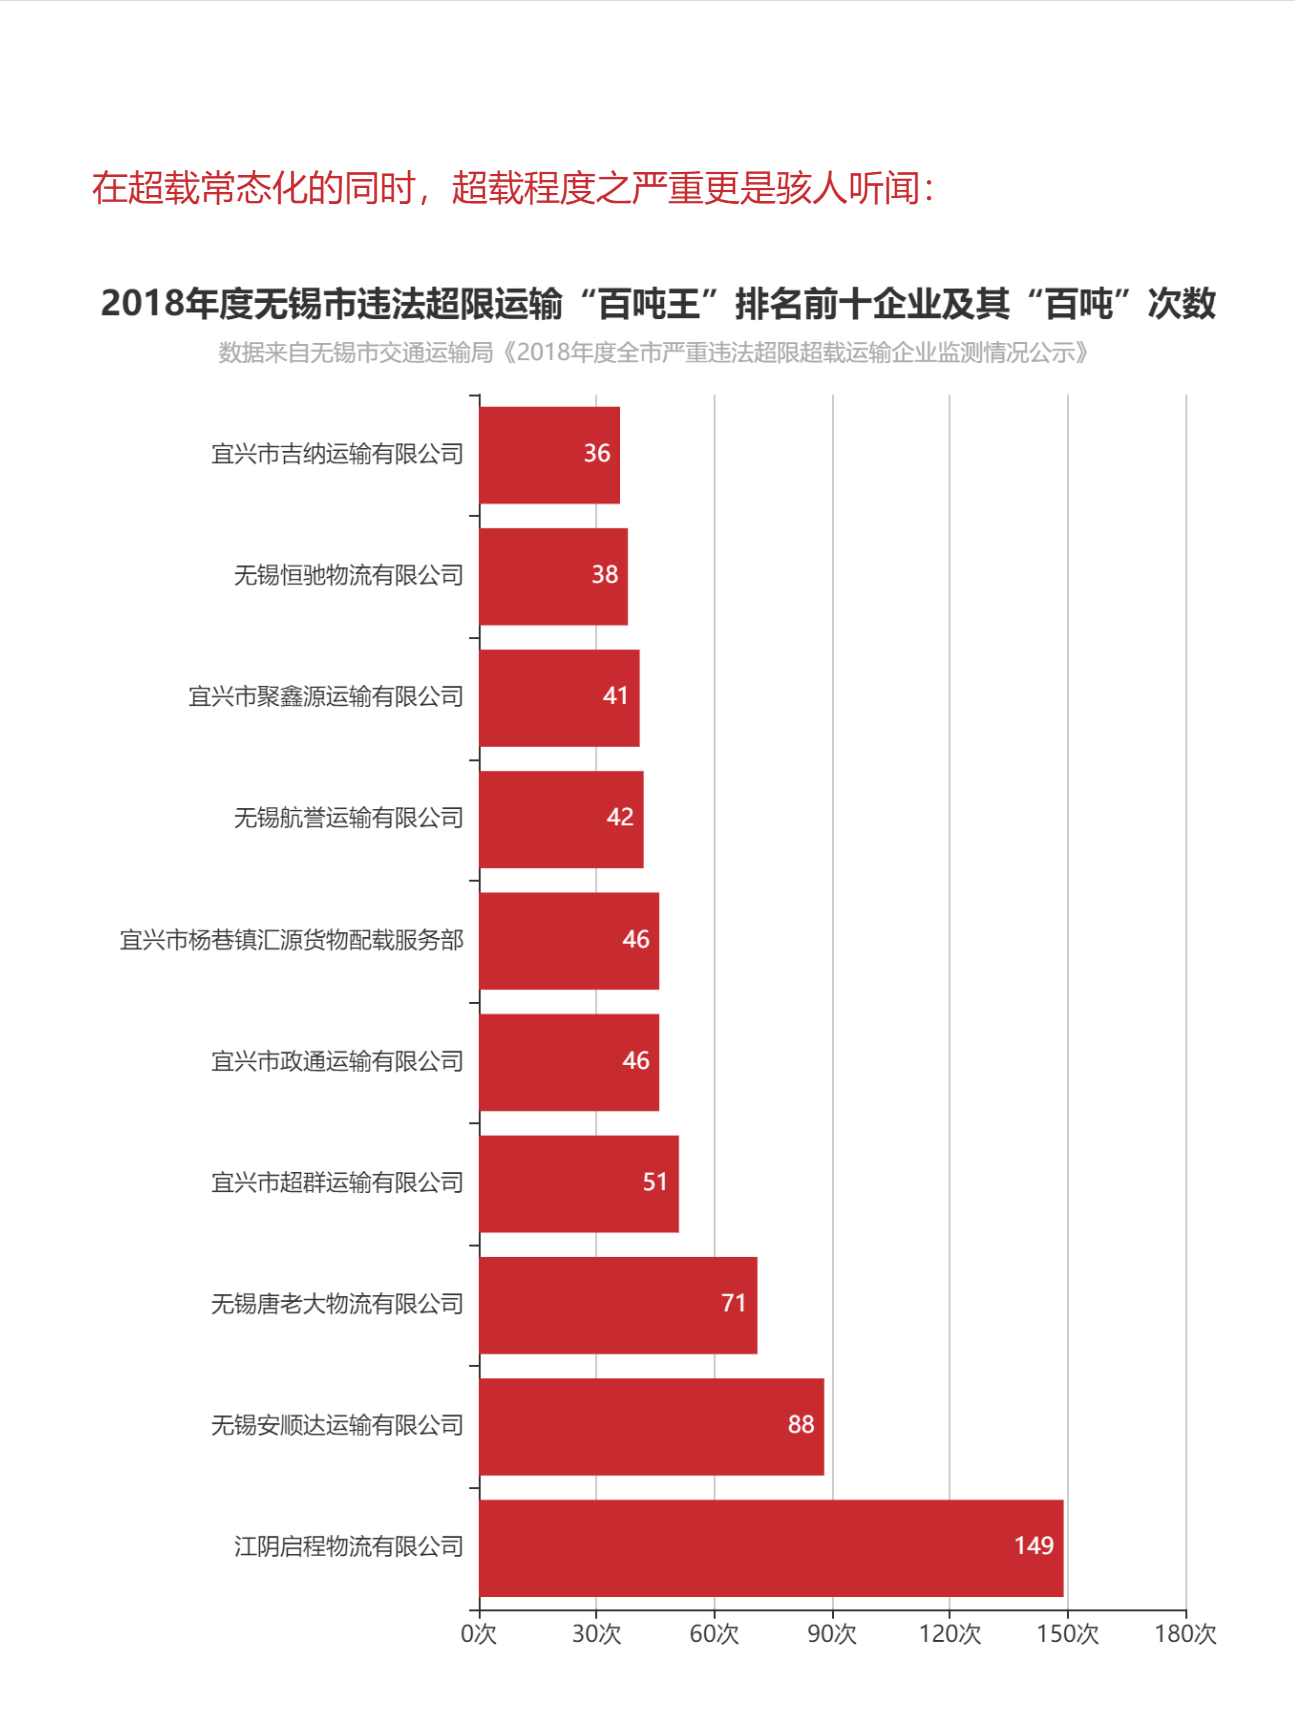 在超载常态化的同时，超载程度之严重更是骇人听闻：
2018年度无锡市违法超限运输“百吨王”排名前十企业及其“百吨”次数
数据来自无锡市交通运输局《2018年度全市严重违法超限超载运输企业监测情况公示》
宜兴市吉纳运输有限公司 36
无锡恒驰物流有限公司 38
宜兴市聚鑫源运输有限公司 41
无锡航誉运输有限公司 42
宜兴市杨巷镇汇源货物配载服务部 46
宜兴市政通运输有限公司 46
宜兴市超群运输有限公司 51
无锡唐老大物流有限公司 71
无锡安顺达运输有限公司 88
江阴启程物流有限公司 149
0次 30次 60次 90次 120次 150次 180次